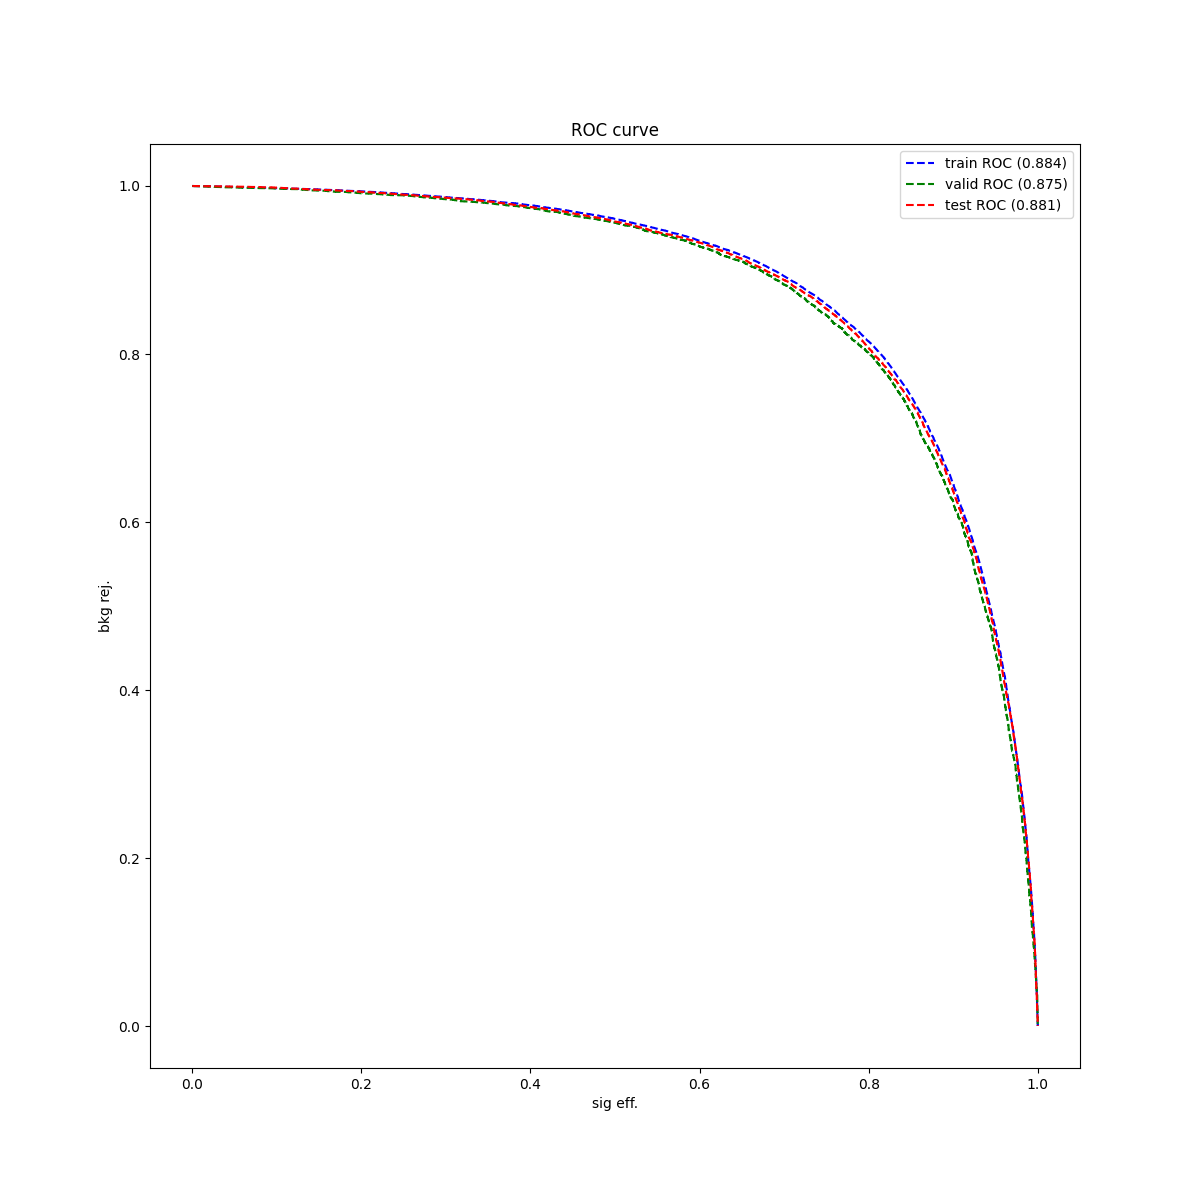 ROC curve
train ROC (0.884)
valid ROC (0.875)
test ROC (0.881)
1.0
0.8
0.6
0.4
0.2
0.0
bkg rej.
0.0 0.2 0.4 0.6 0.8 1.0
sig eff.